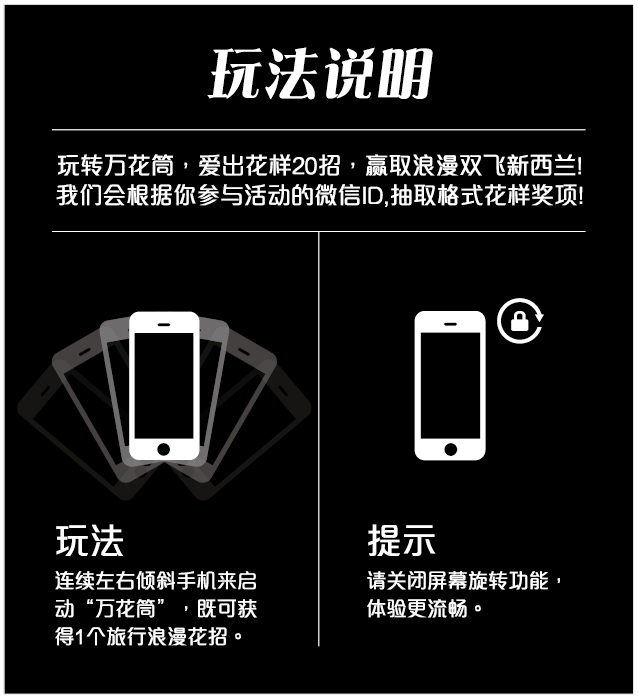 玩法说明
玩转万花筒，爱出花样20招，赢取浪漫双飞新西兰!
我们会根据你参与活动的微信ID,抽取格式花样奖项!
玩法
连续左右倾斜手机来启
动“万花筒”，既可获
得1个旅行浪漫花招。
提示
请关闭屏幕旋转功能，
体验更流畅。